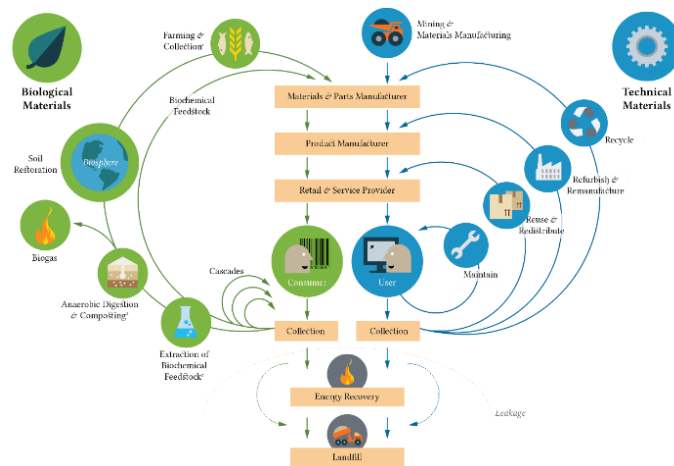 Farming &
Collection¹
Mining &
Materials Manufacturing
Biological
Materials
Technical
Materials
Biochemical
Feedstock
Materials & Parts Manufacturer
Recycle
Product Manufacturer
Soil
Restoration
Biosphere
Refurbish &
Remanufacture
Retail & Service Provider
Reuse &
Redistribute
Biogas
Cascades
Consumer
User
Maintain
Anaerobic Digestion
& Composting²
Collection
Collection
Extraction of
Biochemical
Feedstock²
Energy Recovery
Leakage
Landfill